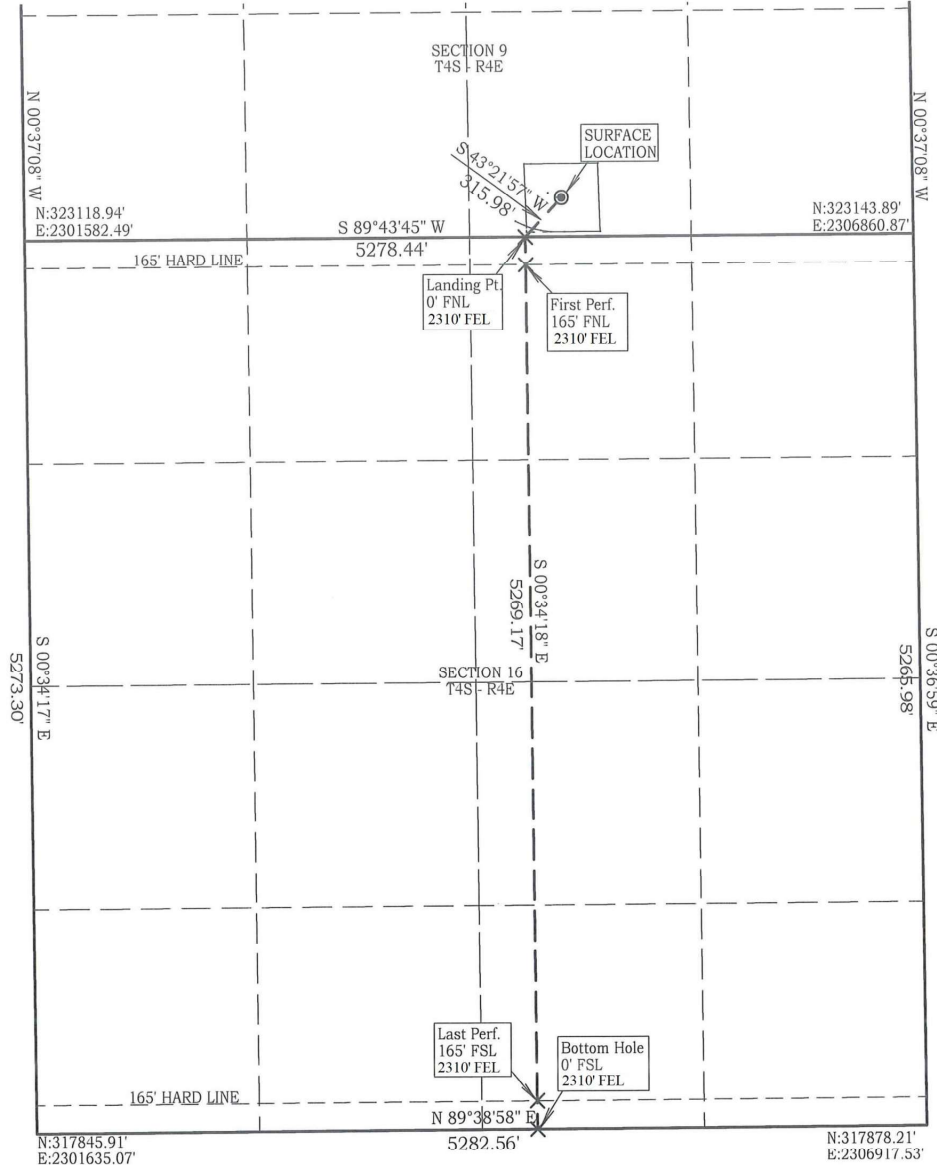 SECTION 9
T4S - R4E
N 00°37'08" W
N 00°37'08" W
SURFACE
LOCATION
S 43°21'57" W
315.98'
N:323118.94'
E:2301582.49'
N:323143.89'
E:2306860.87'
S 89°43'45" W
5278.44'
165' HARD LINE
Landing Pt.
0' FNL
2310' FEL
First Perf.
165' FNL
2310' FEL
S 00°34'18" E
5269.17'
S 00°34'17" E
5273.30'
SECTION 16
T4S - R4E
S 00°36'59" E
5265.98'
Last Perf.
165' FSL
2310' FEL
Bottom Hole
0' FSL
2310' FEL
165' HARD LINE
N 89°38'58" E
5282.56'
N:317845.91'
E:2301635.07'
N:317878.21'
E:2306917.53'